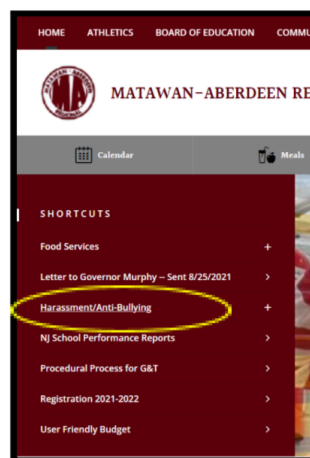 HOME ATHLETICS BOARD OF EDUCATION
MATAWAN-ABERDEEN
Calendar Meals
SHORTCUTS
Food Services +
Letter to Governor Murphy -- Sent 8/25/2021 >
Harassment/Anti-Bullying +
NJ School Performance Reports >
Procedural Process for G&T >
Registration 2021-2022 >
User Friendly Budget >